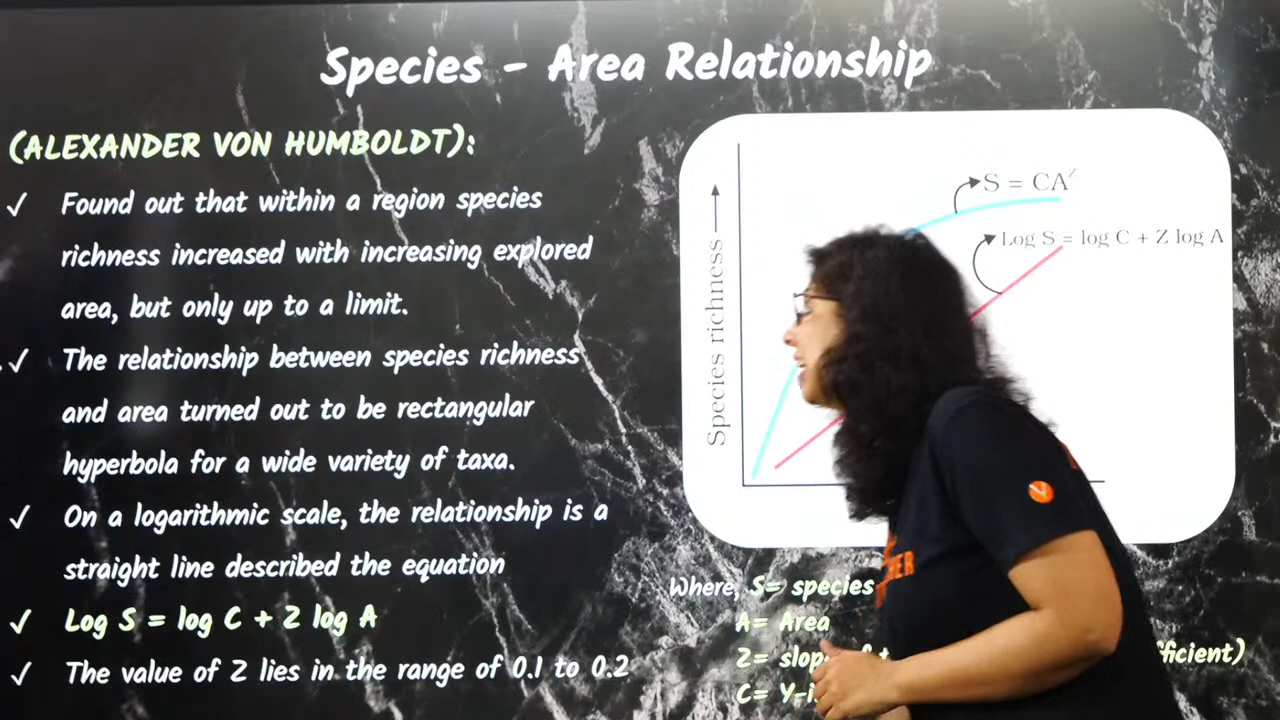 Species - Area Relationship
(ALEXANDER VON HUMBOLDT):
✓ Found out that within a region species
richness increased with increasing explored
area, but only up to a limit.
✓ The relationship between species richness
and area turned out to be rectangular
hyperbola for a wide variety of taxa.
✓ On a logarithmic scale, the relationship is a
straight line described the equation
✓ Log S = log C + Z log A
✓ The value of Z lies in the range of 0.1 to 0.2
Species richness
S = CA^Z
Log S = log C + Z log A
Where, S= species
A= Area
Z= slope
C= Y-i